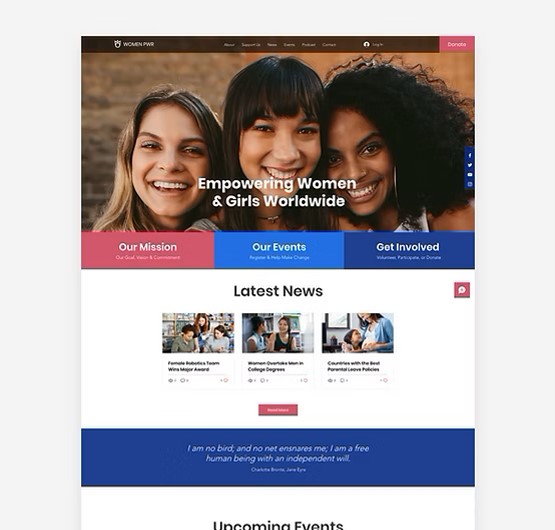 WOMEN PWR
About Support Us News Events Podcast Contact
Log In
Donate
Empowering Women
& Girls Worldwide
Our Mission
Our Goal, Vision & Commitment
Our Events
Register & Help Make Change
Get Involved
Volunteer, Participate, or Donate
Latest News
Female Robotics Team
Wins Major Award
Women Overtake Men in
College Degrees
Countries with the Best
Parental Leave Policies
Read More
I am no bird; and no net ensnares me; I am a free
human being with an independent will.
Charlotte Bronte, Jane Eyre
Upcoming Events